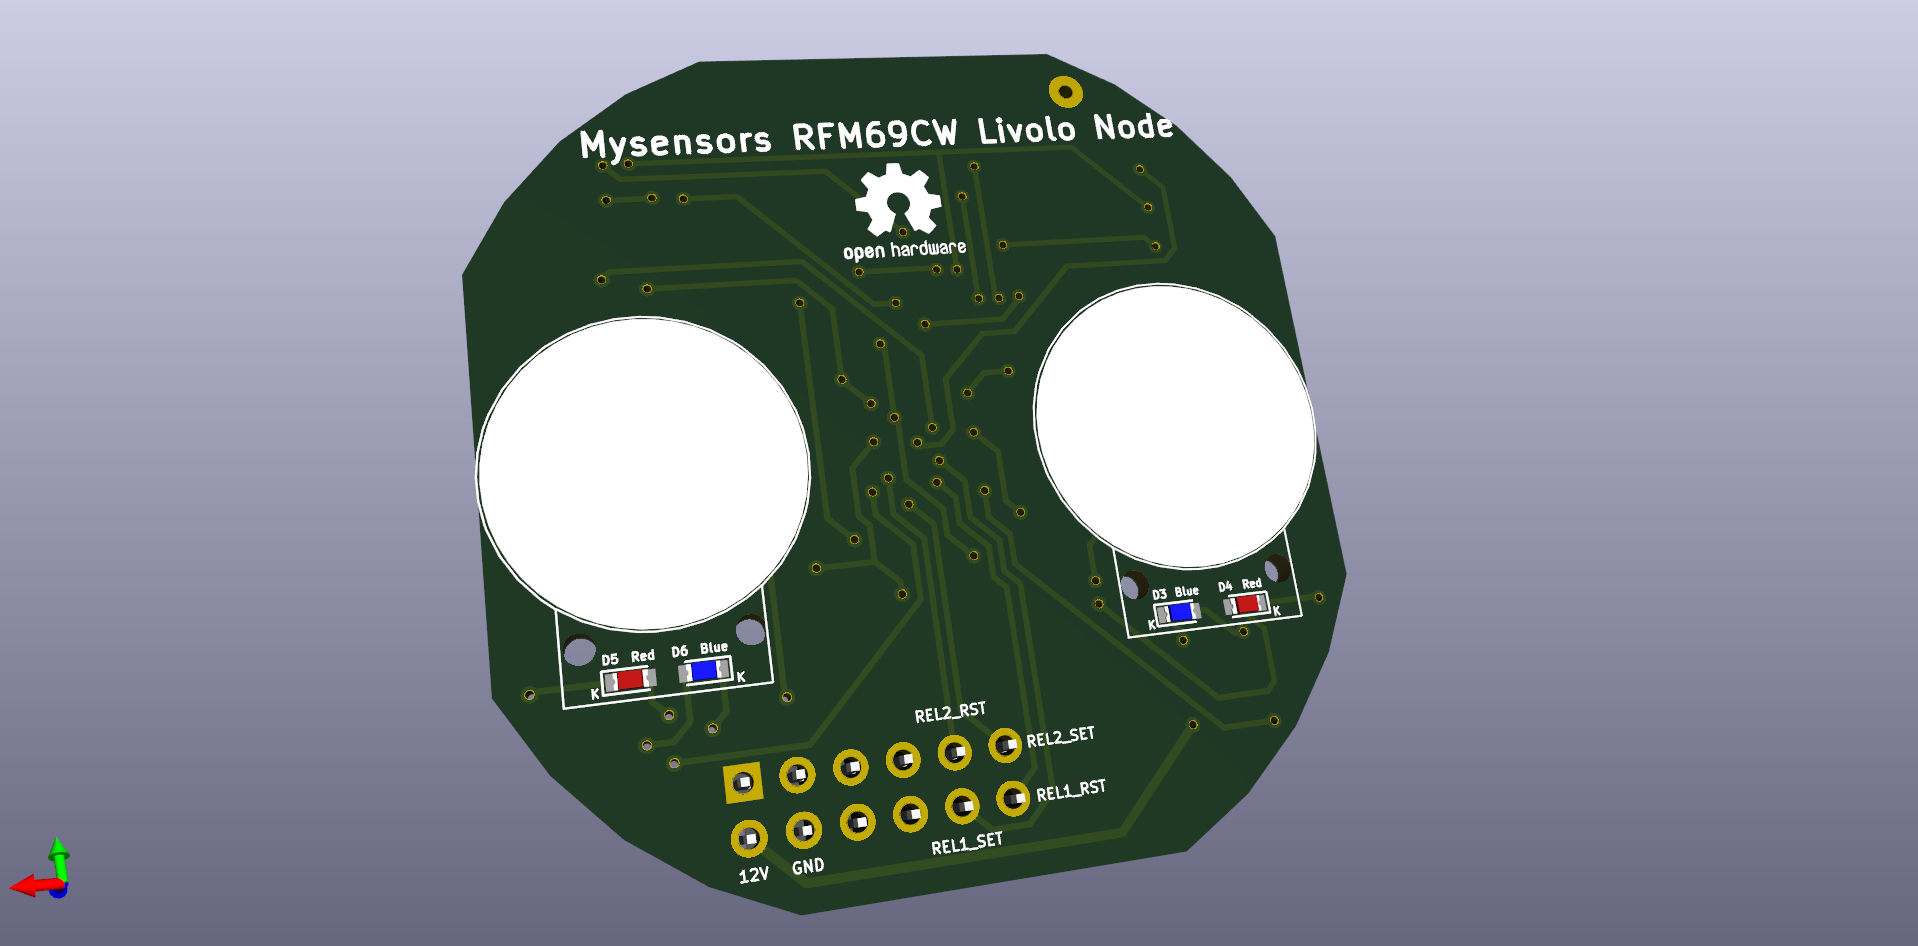 Mysensors RFM69CW Livolo Node
open hardware
D3 Blue D4 Red
K K
D5 Red D6 Blue
K K
REL2_RST
REL2_SET
REL1_RST
REL1_SET
12V GND